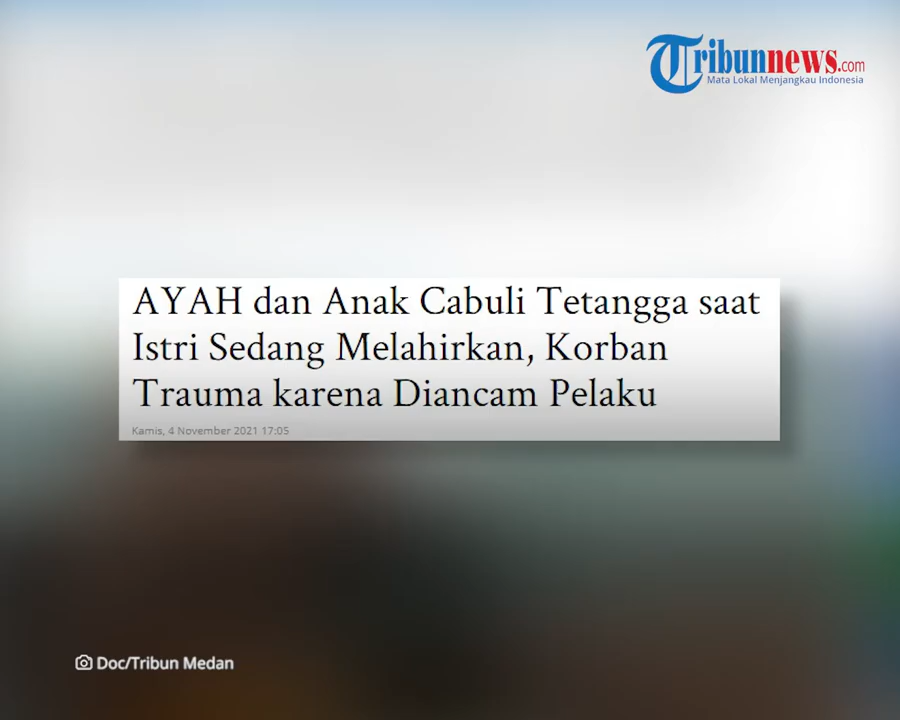 Tribunnews.com
Mata Lokal Menjangkau Indonesia
AYAH dan Anak Cabuli Tetangga saat
Istri Sedang Melahirkan, Korban
Trauma karena Diancam Pelaku
Kamis, 4 November 2021 17:05
Doc/Tribun Medan